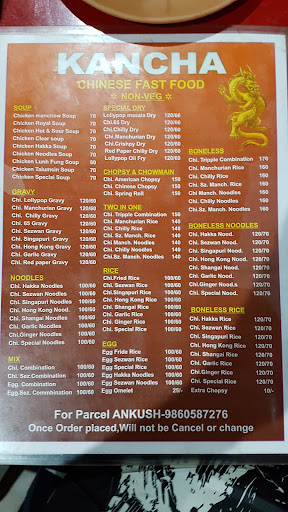 KANCHA
CHINESE FAST FOOD
NON-VEG
SOUP
Chicken manchow Soup 70
Chicken Royal Soup 70
Chicken Hot & Sour Soup 70
Chicken Clear soup 70
Chicken Hakka Soup 70
Chicken Noodles Soup 70
Chicken Lumh Fung Soup 70
Chicken Talumein Soup 70
Chicken Special Soup 70
GRAVY
Chi. Lollypop Gravy 120/60
Chi. Manchurian Gravy 120/60
Chi. Chilly Gravy 120/60
Chi. 65 Gravy 120/60
Chi. Sezwan Gravy 120/60
Chi. Singapuri Gravy 120/60
Chi. Hong Kong Gravy 120/60
Chi. Garlic Gravy 120/60
Chi. Red paper Gravy 120/60
NOODLES
Chi. Hakka Noodles 100/60
Chi. Sezwan Noodles 100/60
Chi. Singapuri Noodles 100/60
Chi. Hong Kong Nood. 100/60
Chi. Shangai Nood. 100/60
Chi. Garlic Noodles 100/60
Chi. Ginger Noodles 100/60
Chi. Special Noodles 100/60
MIX
Chi. Combination 100/60
Chi. Sez.Combination 100/60
Egg. Combination 100/60
Egg.Sez. Commbination 100/60
SPECIAL DRY
Lollypop masala Dry 120/60
Chi.65 Dry 120/60
Chi.Chilly Dry 120/60
Chi.Manchurian Dry 120/60
Chi.Crishpy Dry 120/60
Red Paper Chilly Dry 120/60
Lollypop Oil Fry 120/60
CHOPSY & CHOWMAN
Chi. American Chopsy 150
Chi. Chinese Chopsy 150
Chi. Spring Roll 150
TWO IN ONE
Chi. Tripple Combination 150
Chi. Manchurian Rice 150
Chi. Chilly Rice 150
Chi. Sz. Manch. Rice 150
Chi. Manch. Noodles 150
Chi. Chilly Noodles 150
Chi.Sz. Manch. Noodles 150
RICE
Chi.Fried Rice 100/60
Chi. Sezwan Rice 100/60
Chi.Singapuri Rice 100/60
Chi.Hong Kong Rice 100/60
Chi.Shangai Rice 100/60
Chi.Garlic Rice 100/60
Chi.Ginger Rice 100/60
Chi.Special Rice 100/60
EGG
Egg Fride Rice 100/60
Egg Sezwan Rice 100/60
Egg Special Rice 100/60
Egg Hakka Noodles 100/60
Egg Sezwan Noodles 100/60
Egg Omelet 25/-
BONELESS
Chi. Tripple Combination 170
Chi. Manchurian Rice 160
Chi. Chilly Rice 160
Chi. Sz. Manch. Rice 160
Chi. Manch Noodles 160
Chi. Chilly Noodles 160
Chi.Sz. Manch. Noodles 160
BONELESS NOODLES
Chi. Hakka Nood. 120/70
Chi. Sezwan Nood. 120/70
Chi. Singapuri Nood. 120/70
Chi. Hong Kong Nood. 120/70
Chi. Shangai Nood. 120/70
Chi. Garlic Nood. 120/70
Chi. Ginger Nood.s 120/70
Chi. Special Nood. 120/70
BONELESS RICE
Chi. Hakka Rice 120/70
Chi. Sezwan Rice 120/70
Chi. Singapuri Rice 120/70
Chi. Hong Kong Rice 120/70
Chi. Shangai Rice 120/70
Chi. Garlic Rice 120/70
Chi.Ginger Rice 120/70
Chi. Special Rice 120/70
Extra Chopsy 10/-
For Parcel ANKUSH-9860587276
Once Order placed,Will not be Cancel or change